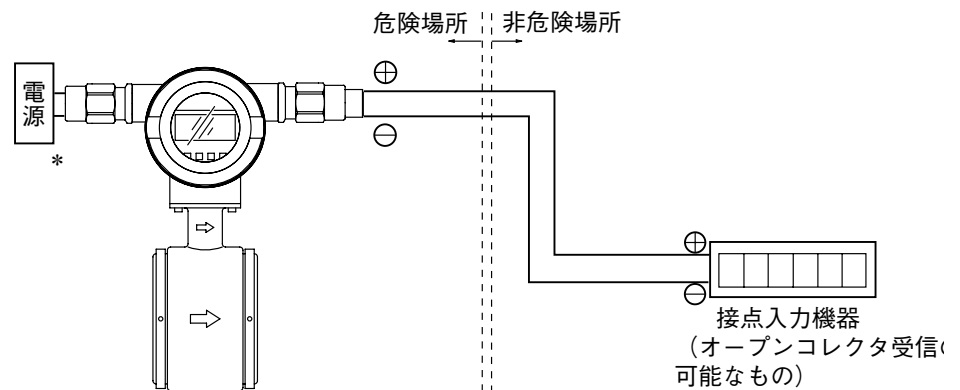 危険場所 非危険場所
⊕
電源
⊖
*
⊕
⊖
接点入力機器
（オープンコレクタ受信
可能なもの）